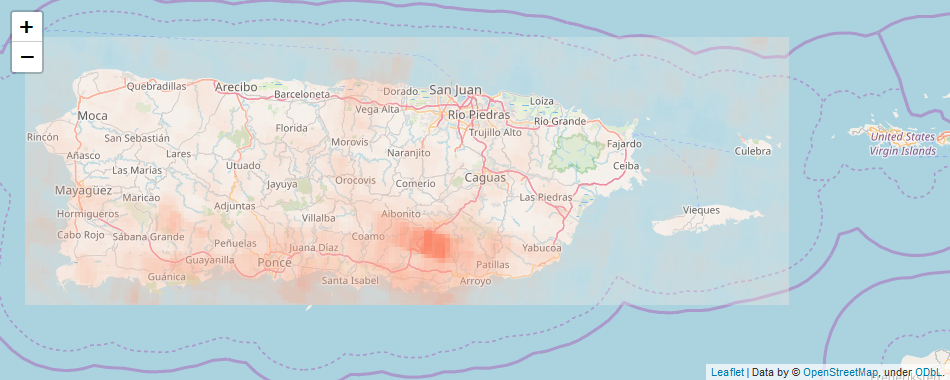 +
−
Quebradillas
Arecibo
Barceloneta
Dorado
San Juan
Loíza
Moca
Vega Alta
Río Piedras
Río Grande
Rincón
San Sebastián
Florida
Morovis
Trujillo Alto
Fajardo
United States
Virgin Islands
Añasco
Lares
Naranjito
Culebra
Las Marías
Utuado
Ceiba
Mayagüez
Jayuya
Orocovis
Comerio
Caguas
Maricao
Adjuntas
Las Piedras
Hormigueros
Villalba
Aibonito
Vieques
Cabo Rojo
Sábana Grande
Peñuelas
Juana Díaz
Coamo
Yabucoa
Guayanilla
Ponce
Patillas
Guánica
Santa Isabel
Arroyo
Leaflet | Data by © OpenStreetMap, under ODbL.